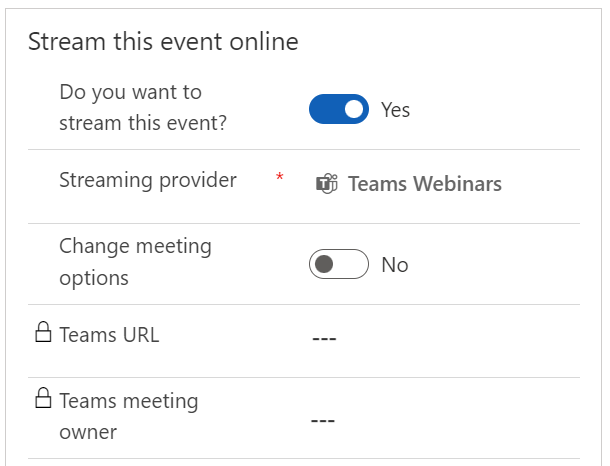 Stream this event online
Do you want to
stream this event?
Yes
Streaming provider * Teams Webinars
Change meeting
options
No
Teams URL ---
Teams meeting
owner
---